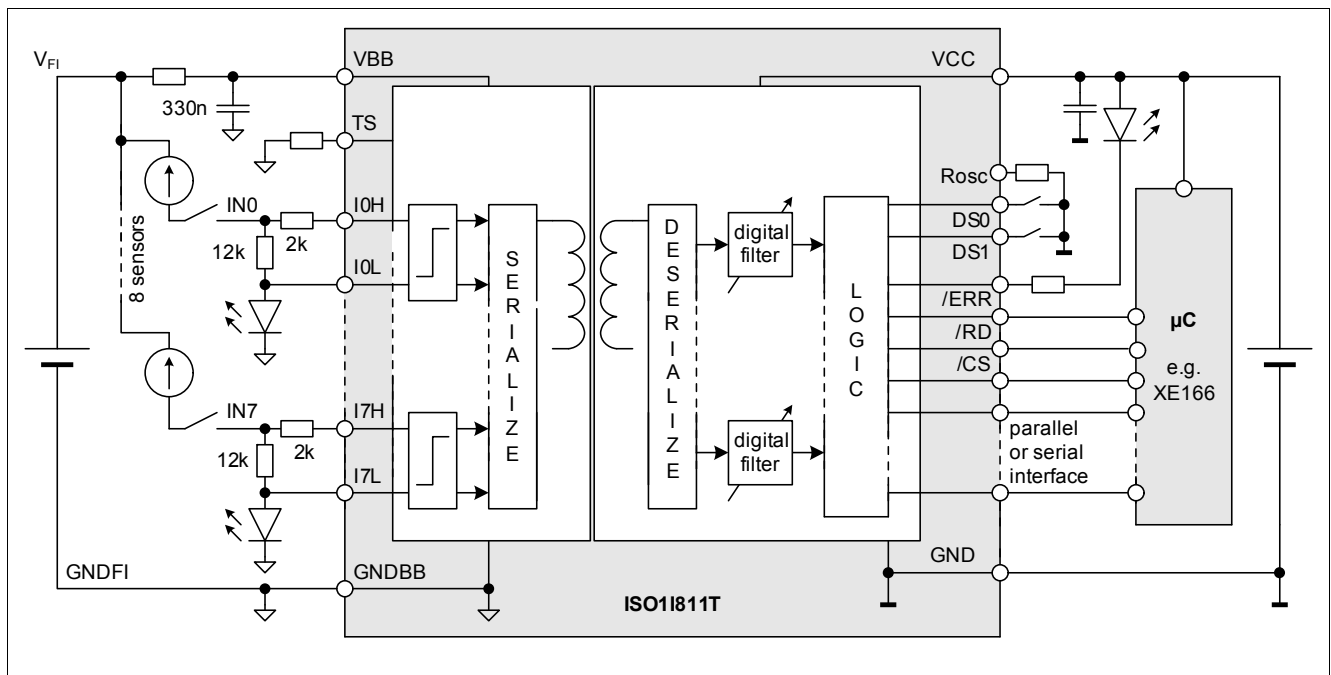 VFI
VBB
VCC
330n
TS
Rosc
IN0
I0H
12k
2k
I0L
8 sensors
SERIALIZE
DESERIALIZE
digital
filter
LOGIC
DS0
DS1
/ERR
/RD
/CS
µC
e.g.
XE166
IN7
I7H
12k
2k
I7L
digital
filter
parallel
or serial
interface
GNDFI
GNDBB
GND
ISO1I811T